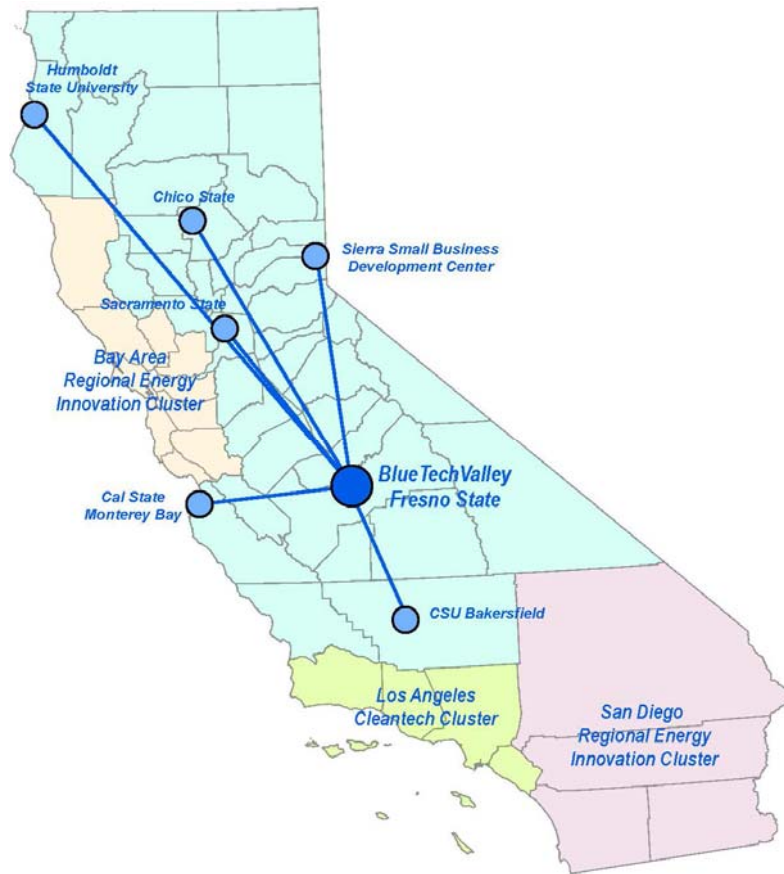 Humboldt
State University
Chico State
Sierra Small Business
Development Center
Sacramento State
Bay Area
Regional Energy
Innovation Cluster
BlueTechValley
Fresno State
Cal State
Monterey Bay
CSU Bakersfield
Los Angeles
Cleantech Cluster
San Diego
Regional Energy
Innovation Cluster